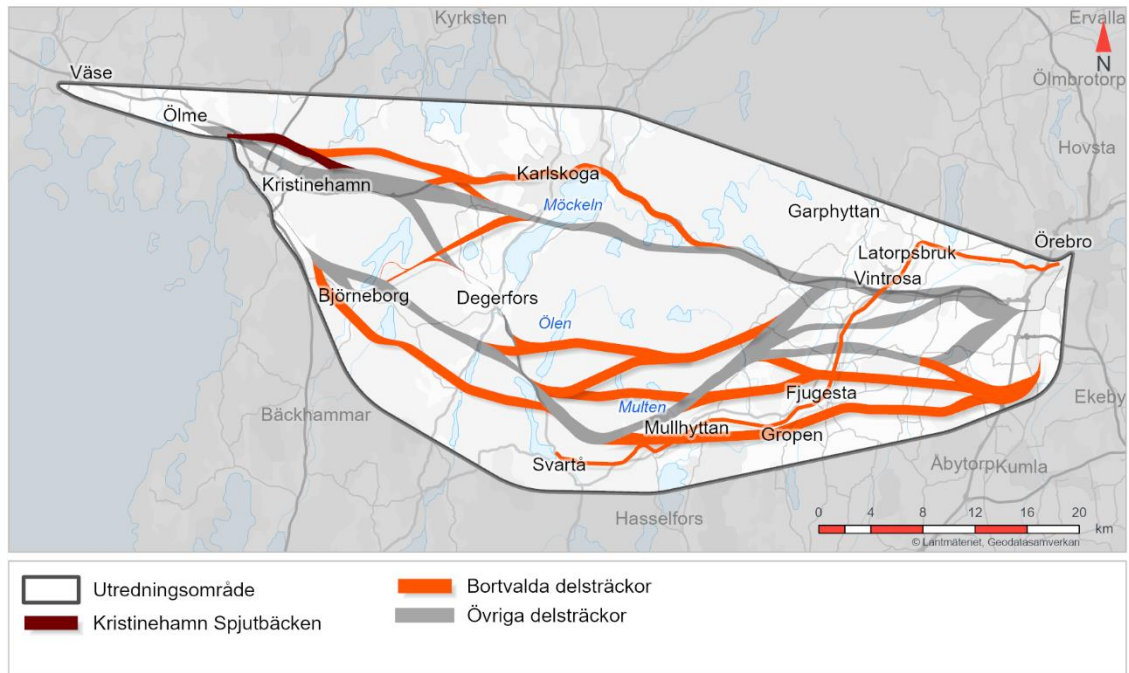 Kyrksten
Ervalla
N
Väse
Ölmbrotorp
Ölme
Hovsta
Karlskoga
Kristinehamn
Möckeln
Garphyttan
Örebro
Latorpsbruk
Vintrosa
Björneborg
Degerfors
Ölen
Fjugesta
Ekeby
Multen
Bäckhammar
Mullhyttan
Gropen
Svartå
Åbytorp
Kumla
Hasselfors
0 4 8 12 16 20
km
© Lantmäteriet, Geodatasamverkan
Utredningsområde
Bortvalda delsträckor
Kristinehamn Spjutbäcken
Övriga delsträckor